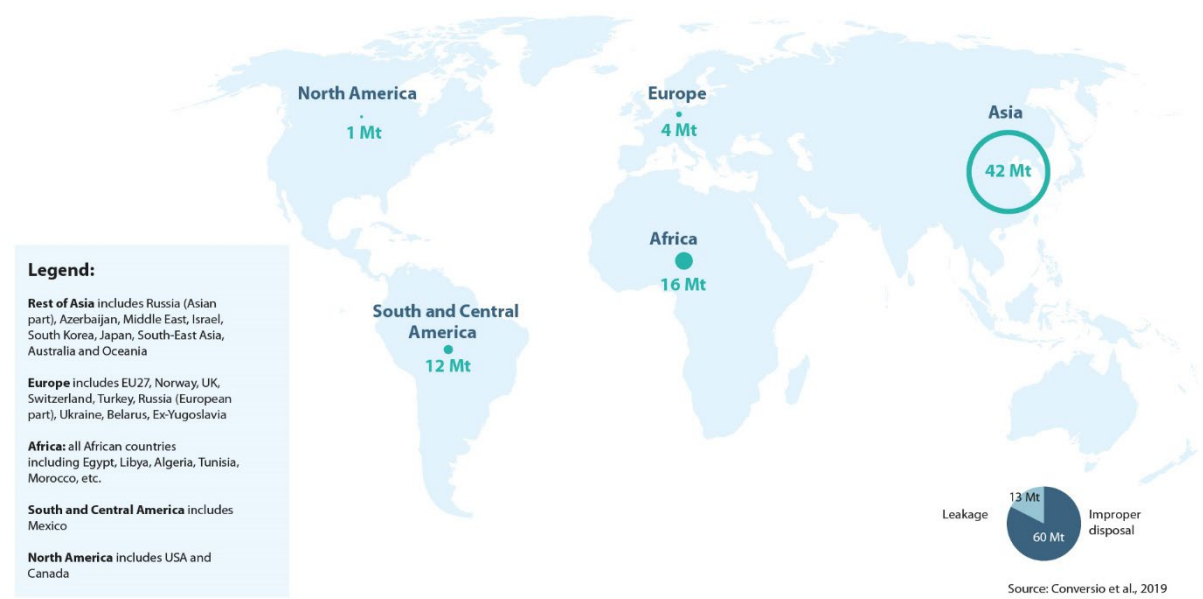 North America
1 Mt
Europe
4 Mt
Asia
42 Mt
Africa
16 Mt
South and Central
America
12 Mt
Legend:
Rest of Asia includes Russia (Asian
part), Azerbaijan, Middle East, Israel,
South Korea, Japan, South-East Asia,
Australia and Oceania
Europe includes EU27, Norway, UK,
Switzerland, Turkey, Russia (European
part), Ukraine, Belarus, Ex-Yugoslavia
Africa: all African countries
including Egypt, Libya, Algeria, Tunisia,
Morocco, etc.
South and Central America includes
Mexico
North America includes USA and
Canada
Leakage
13 Mt
60 Mt
Improper
disposal
Source: Conversio et al., 2019